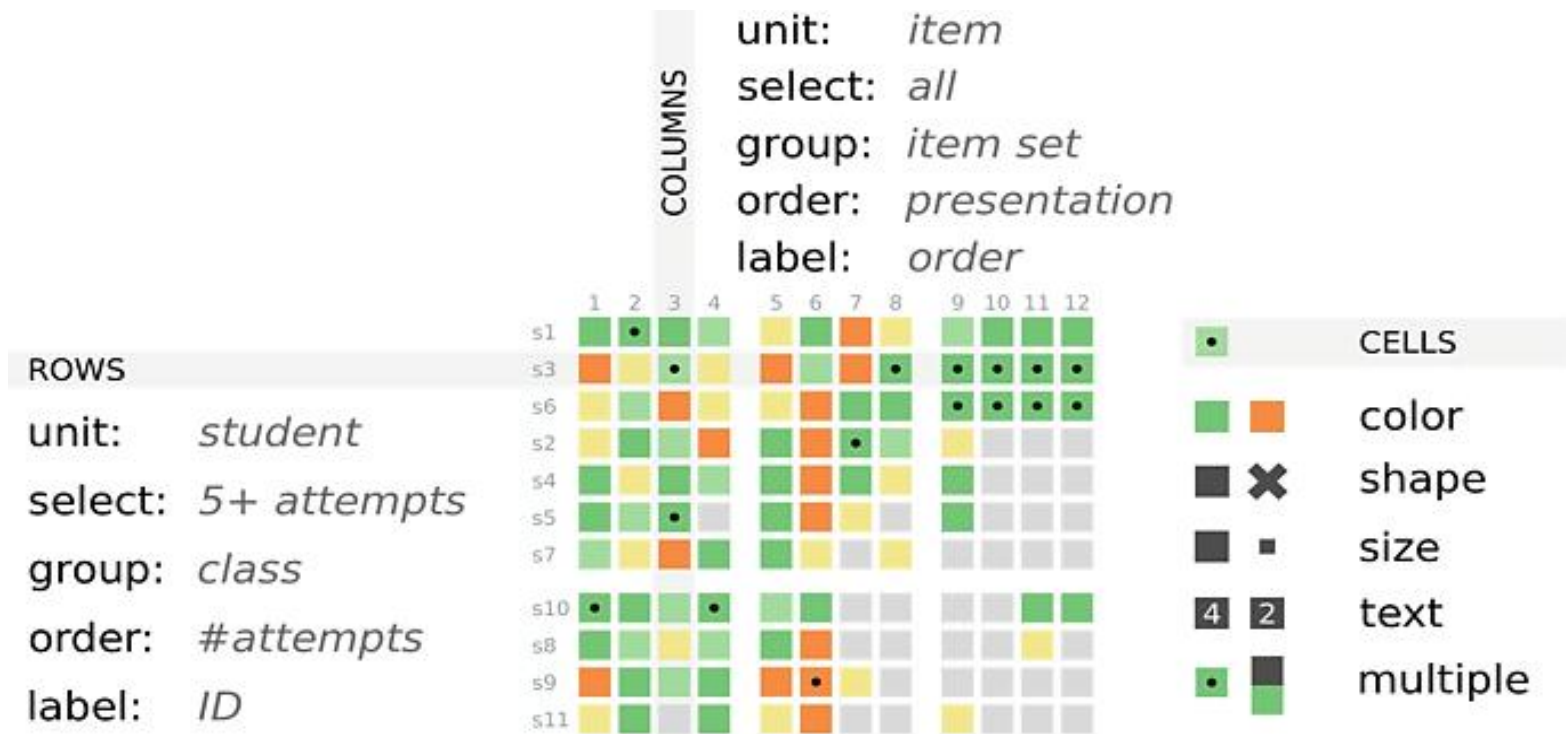 unit: item
select: all
group: item set
order: presentation
label: order
COLUMNS
1 2 3 4 5 6 7 8 9 10 11 12
s1
s3
s6
s2
s4
s5
s7
s10
s8
s9
s11
ROWS
unit: student
select: 5+ attempts
group: class
order: #attempts
label: ID
CELLS
color
shape
size
4 2 text
multiple